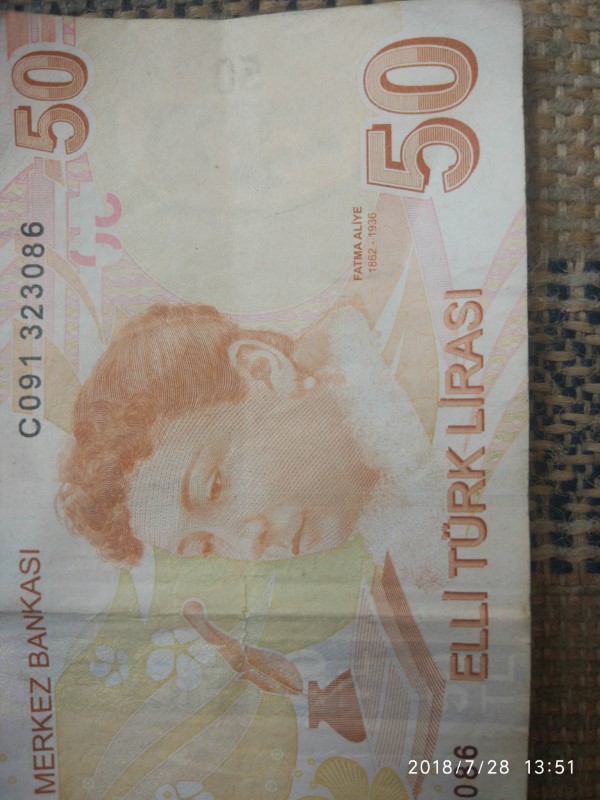 50
50
C091 323086
FATMA ALİYE
1862 - 1936
MERKEZ BANKASI
ELLİ TÜRK LİRASI
086
2018/7/28 13:51